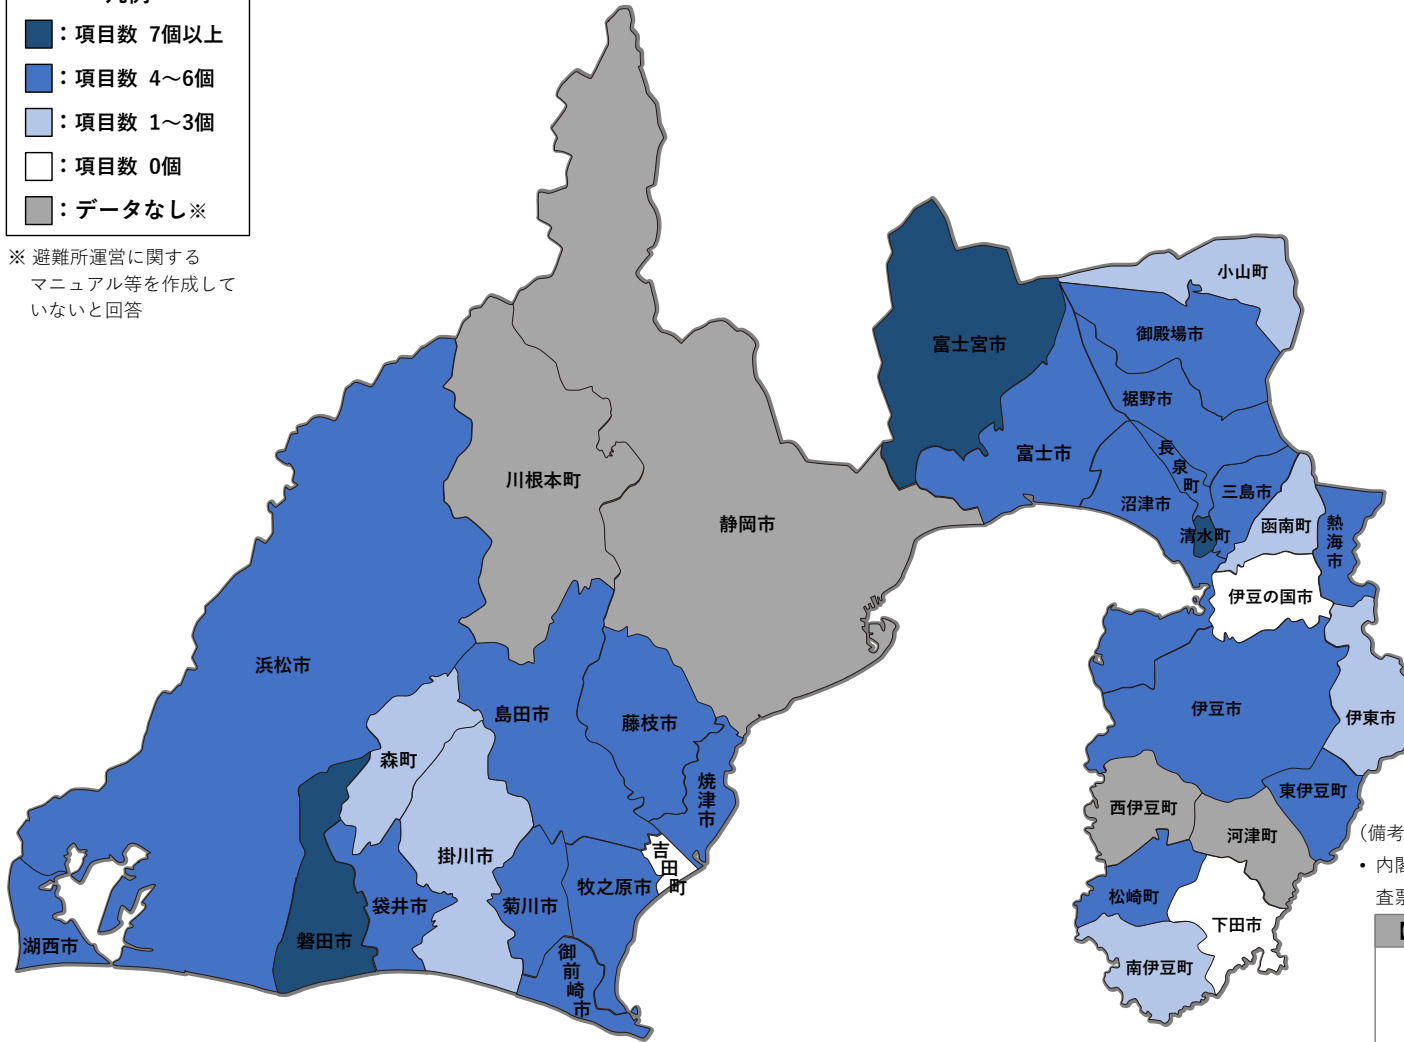 ：項目数 7個以上
：項目数 4～6個
：項目数 1～3個
：項目数 0個
：データなし※
※ 避難所運営に関する
マニュアル等を作成して
いないと回答
小山町
御殿場市
富士宮市
裾野市
富士市
長泉町
三島市
沼津市
函南町
熱海市
清水町
川根本町
静岡市
伊豆の国市
浜松市
島田市
藤枝市
伊豆市
伊東市
森町
焼津市
東伊豆町
西伊豆町
河津町
掛川市
吉田町
牧之原市
松崎町
袋井市
菊川市
下田市
磐田市
湖西市
御前崎市
南伊豆町
（備考
• 内閣
査票